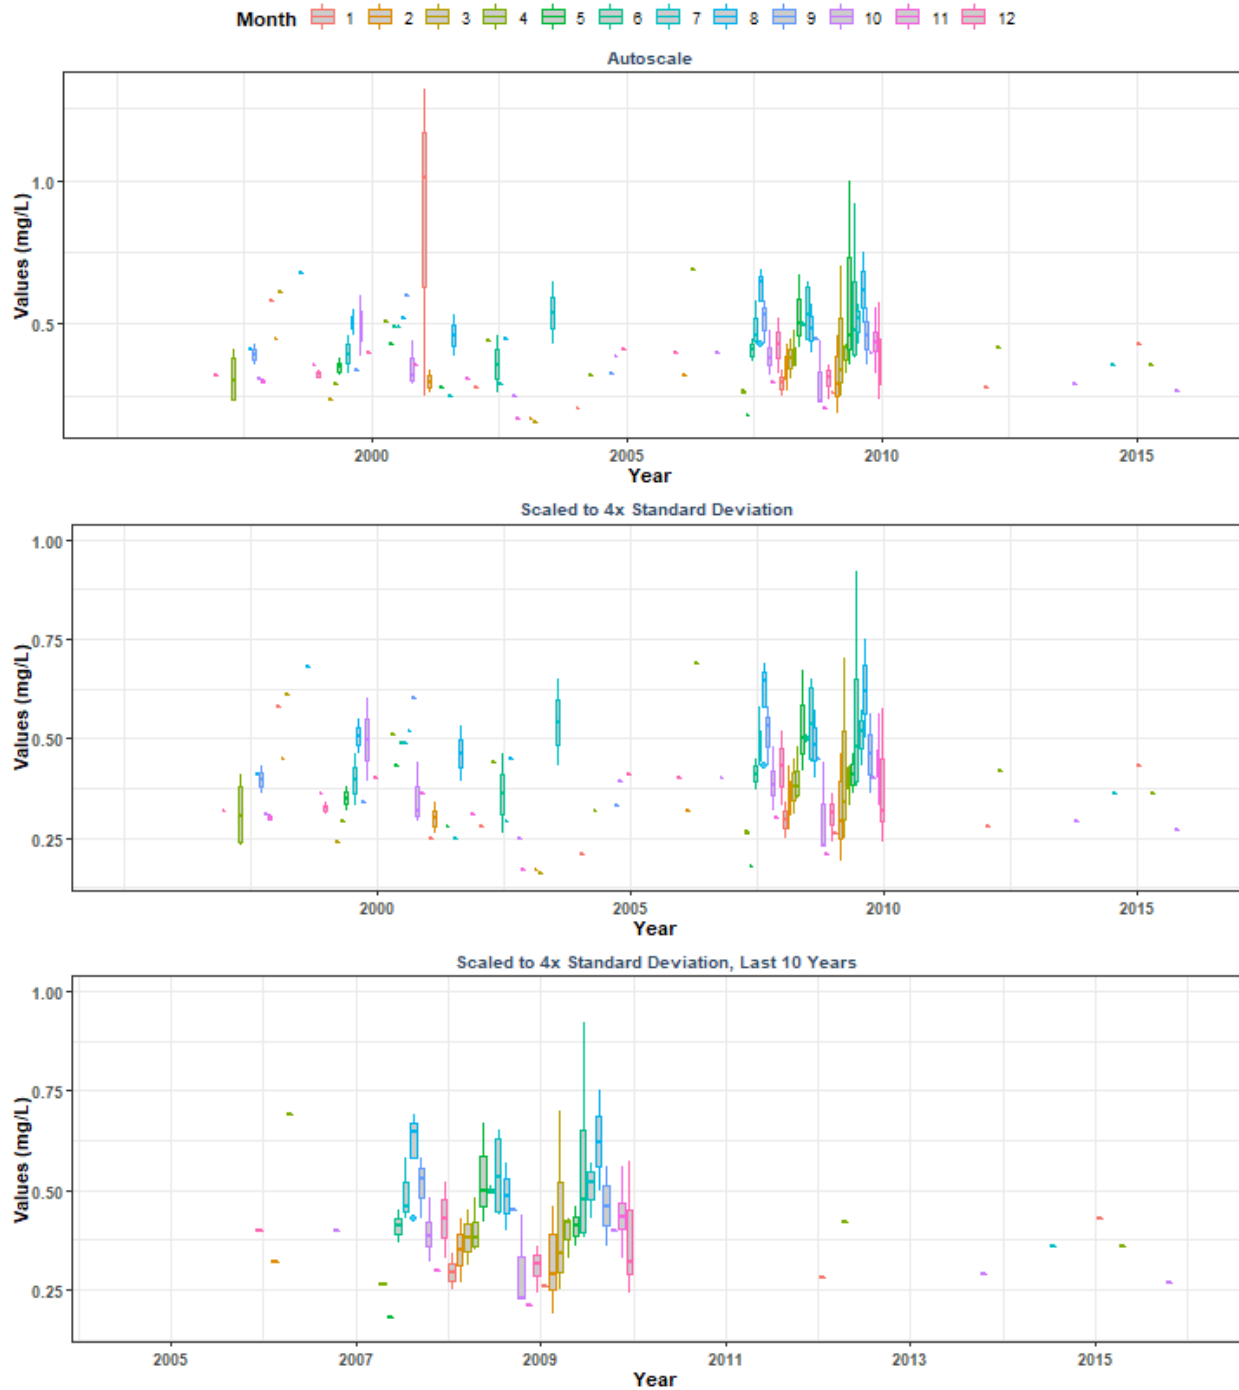 Month 1 2 3 4 5 6 7 8 9 10 11 12
Autoscale
Values (mg/L)
1.0
0.5
2000 2005 2010 2015
Year
Scaled to 4x Standard Deviation
Values (mg/L)
1.00
0.75
0.50
0.25
2000 2005 2010 2015
Year
Scaled to 4x Standard Deviation, Last 10 Years
Values (mg/L)
1.00
0.75
0.50
0.25
2005 2007 2009 2011 2013 2015
Year